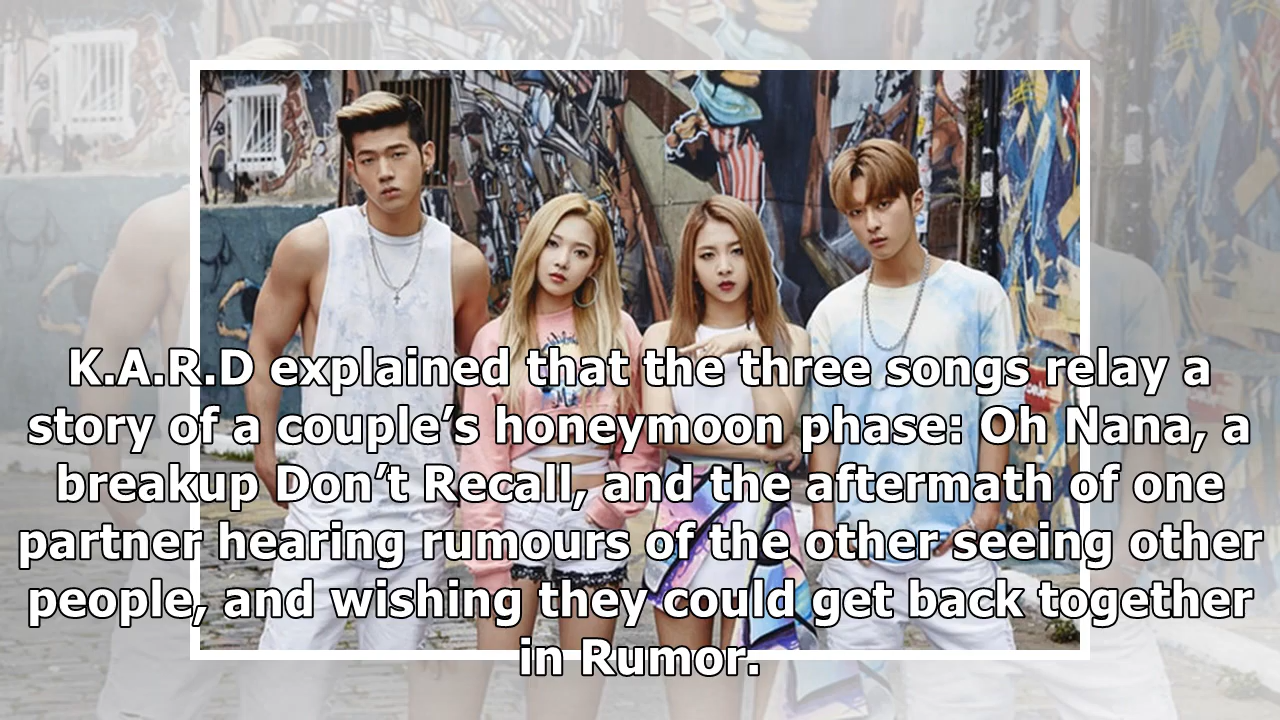 K.A.R.D explained that the three songs relay a
story of a couple’s honeymoon phase: Oh Nana, a
breakup Don’t Recall, and the aftermath of one
partner hearing rumours of the other seeing other
people, and wishing they could get back together
in Rumor.